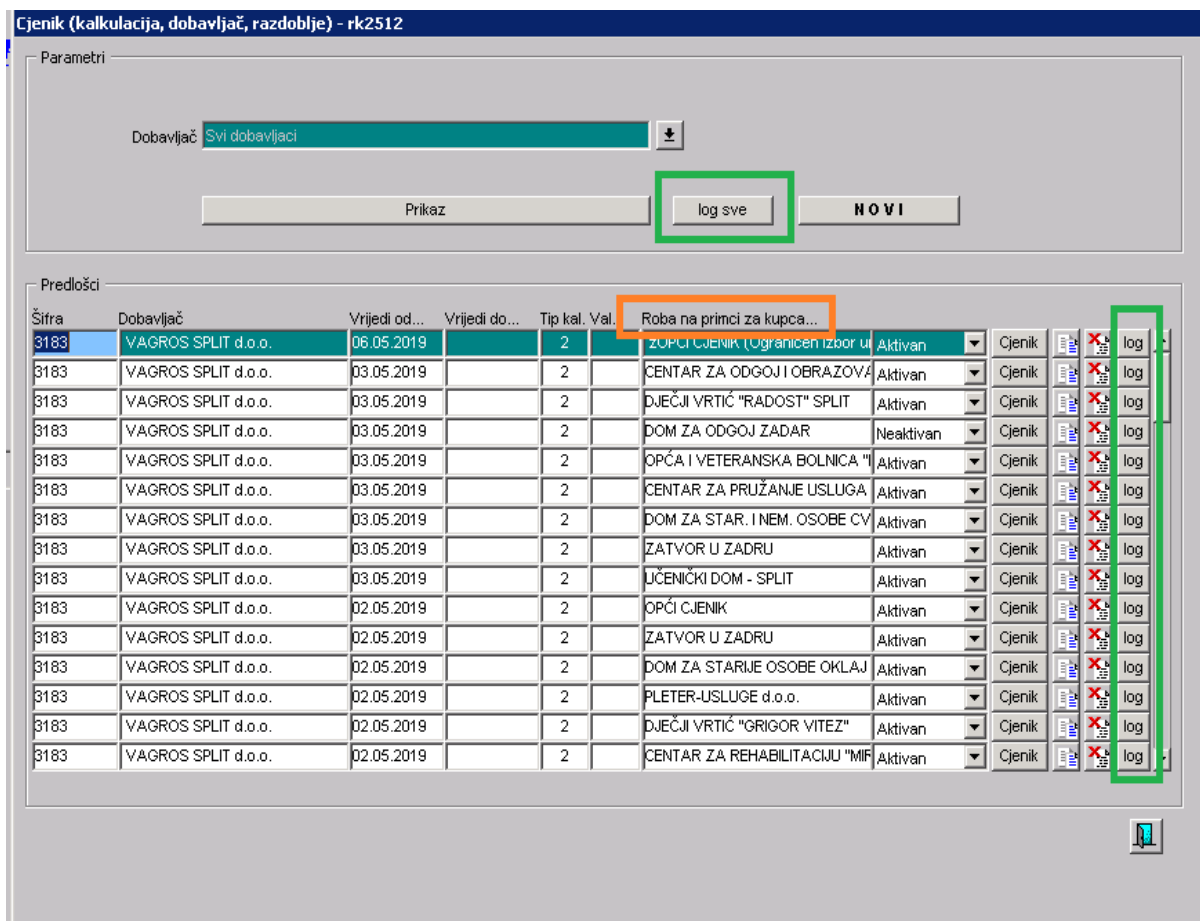 Cjenik (kalkulacija, dobavljač, razdoblje) - rk2512
Parametri
Dobavljač Svi dobavljaci
Prikaz log sve N O V I
Predlošci
Šifra Dobavljač Vrijedi od... Vrijedi do... Tip kal. Val. Roba na primci za kupca...
3183 VAGROS SPLIT d.o.o. 06.05.2019 2 zOPĆI CJENIK (Ograničen izbor Aktivan Cjenik log
3183 VAGROS SPLIT d.o.o. 03.05.2019 2 CENTAR ZA ODGOJ I OBRAZOVA Aktivan Cjenik log
3183 VAGROS SPLIT d.o.o. 03.05.2019 2 DJEČJI VRTIĆ "RADOST" SPLIT Aktivan Cjenik log
3183 VAGROS SPLIT d.o.o. 03.05.2019 2 DOM ZA ODGOJ ZADAR Neaktivan Cjenik log
3183 VAGROS SPLIT d.o.o. 03.05.2019 2 OPĆA I VETERANSKA BOLNICA Aktivan Cjenik log
3183 VAGROS SPLIT d.o.o. 03.05.2019 2 CENTAR ZA PRUŽANJE USLUGA Aktivan Cjenik log
3183 VAGROS SPLIT d.o.o. 03.05.2019 2 DOM ZA STAR. I NEM. OSOBE CV Aktivan Cjenik log
3183 VAGROS SPLIT d.o.o. 03.05.2019 2 ZATVOR U ZADRU Aktivan Cjenik log
3183 VAGROS SPLIT d.o.o. 03.05.2019 2 UČENIČKI DOM - SPLIT Aktivan Cjenik log
3183 VAGROS SPLIT d.o.o. 02.05.2019 2 OPĆI CJENIK Aktivan Cjenik log
3183 VAGROS SPLIT d.o.o. 02.05.2019 2 ZATVOR U ZADRU Aktivan Cjenik log
3183 VAGROS SPLIT d.o.o. 02.05.2019 2 DOM ZA STARIJE OSOBE OKLAJ Aktivan Cjenik log
3183 VAGROS SPLIT d.o.o. 02.05.2019 2 PLETER-USLUGE d.o.o. Aktivan Cjenik log
3183 VAGROS SPLIT d.o.o. 02.05.2019 2 DJEČJI VRTIĆ "GRIGOR VITEZ" Aktivan Cjenik log
3183 VAGROS SPLIT d.o.o. 02.05.2019 2 CENTAR ZA REHABILITACIJU "MIR Aktivan Cjenik log